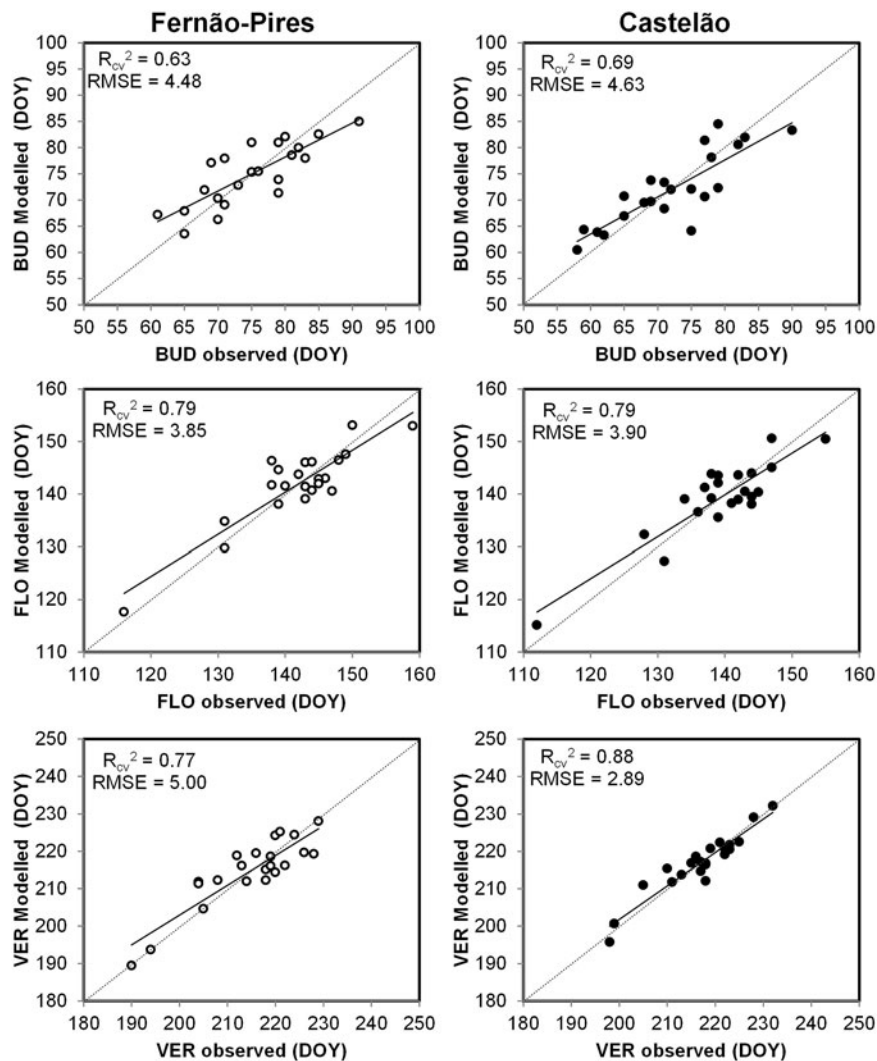 Fernão-Pires
Castelão
R_cv² = 0.63
RMSE = 4.48
BUD Modelled (DOY)
100
95
90
85
80
75
70
65
60
55
50
50 55 60 65 70 75 80 85 90 95 100
BUD observed (DOY)
R_cv² = 0.69
RMSE = 4.63
BUD Modelled (DOY)
100
95
90
85
80
75
70
65
60
55
50
50 55 60 65 70 75 80 85 90 95 100
BUD observed (DOY)
R_cv² = 0.79
RMSE = 3.85
FLO Modelled (DOY)
160
150
140
130
120
110
110 120 130 140 150 160
FLO observed (DOY)
R_cv² = 0.79
RMSE = 3.90
FLO Modelled (DOY)
160
150
140
130
120
110
110 120 130 140 150 160
FLO observed (DOY)
R_cv² = 0.77
RMSE = 5.00
VER Modelled (DOY)
250
240
230
220
210
200
190
180
180 190 200 210 220 230 240 250
VER observed (DOY)
R_cv² = 0.88
RMSE = 2.89
VER Modelled (DOY)
250
240
230
220
210
200
190
180
180 190 200 210 220 230 240 250
VER observed (DOY)